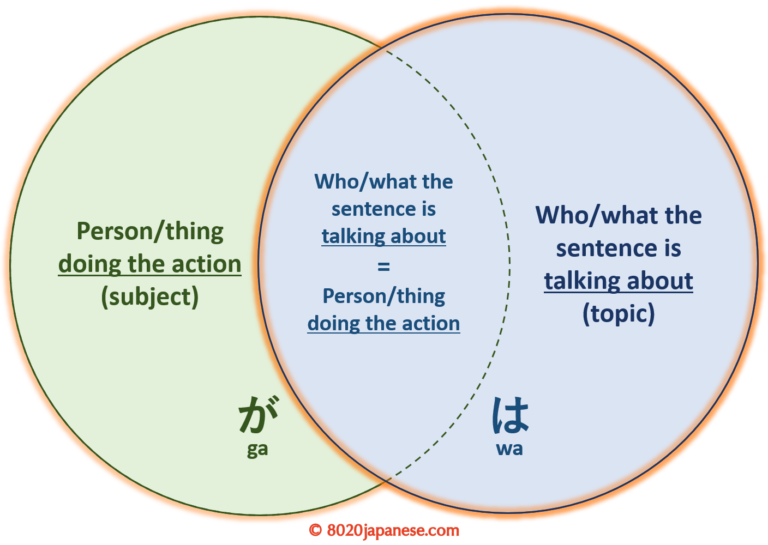 Person/thing
doing the action
(subject)
Who/what the
sentence is
talking about
=
Person/thing
doing the action
Who/what the
sentence is
talking about
(topic)
が
ga
は
wa
© 8020japanese.com